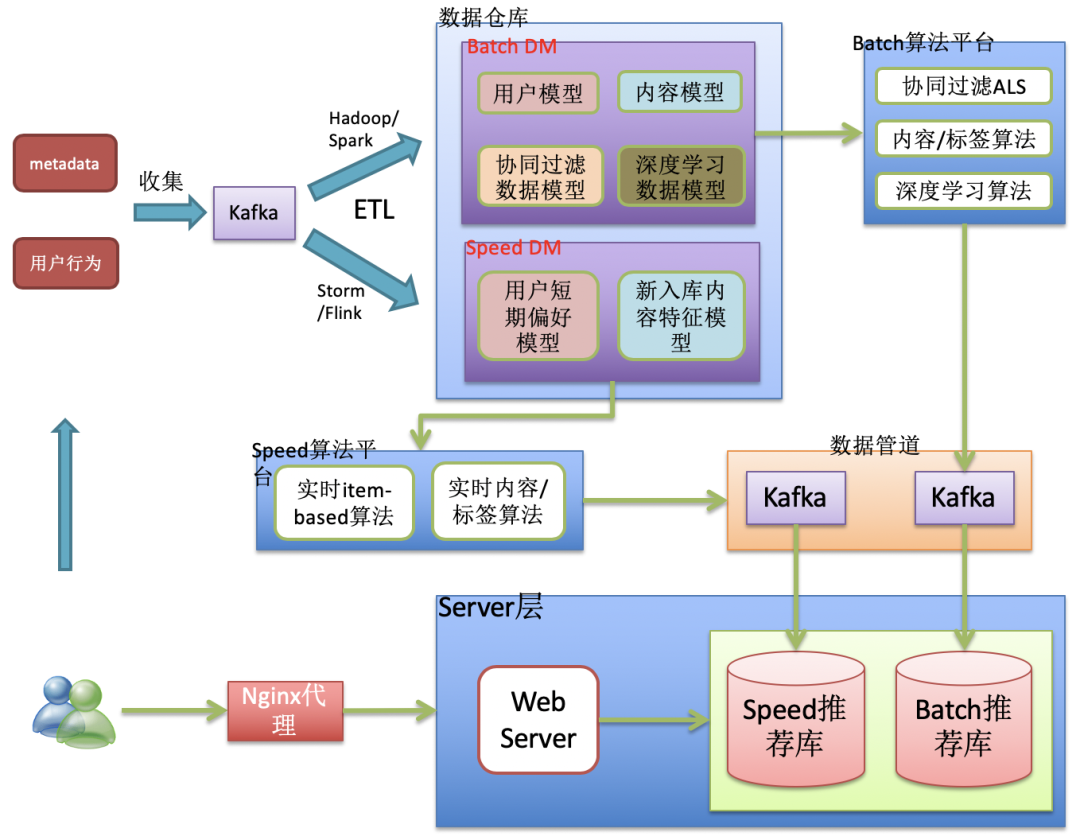 数据仓库
Batch DM
用户模型
内容模型
协同过滤
数据模型
深度学习
数据模型
Batch算法平台
协同过滤ALS
内容/标签算法
深度学习算法
metadata
用户行为
收集
Kafka
Hadoop/
Spark
ETL
Storm
/Flink
Speed DM
用户短
期偏好
模型
新入库内
容特征模
型
Speed算法平
台
实时item-
based算法
实时内容/
标签算法
数据管道
Kafka
Kafka
Server层
Nginx代
理
Web
Server
Speed推
荐库
Batch推
荐库